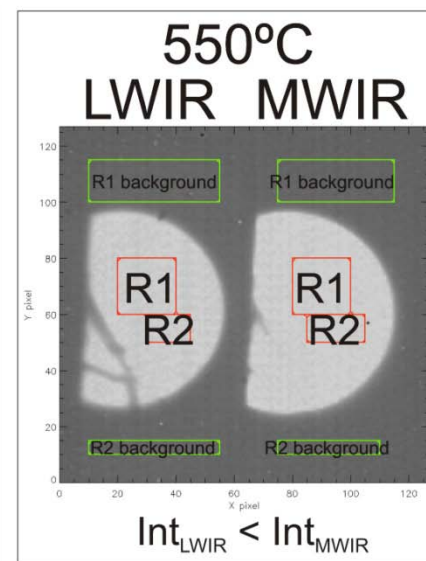 550ºC
LWIR MWIR
120
R1 background R1 background
100
80
R1 R1
Y pixel
60
R2 R2
40
20
R2 background R2 background
0
0 20 40 60 80 100 120
X pixel
Int_LWIR < Int_MWIR